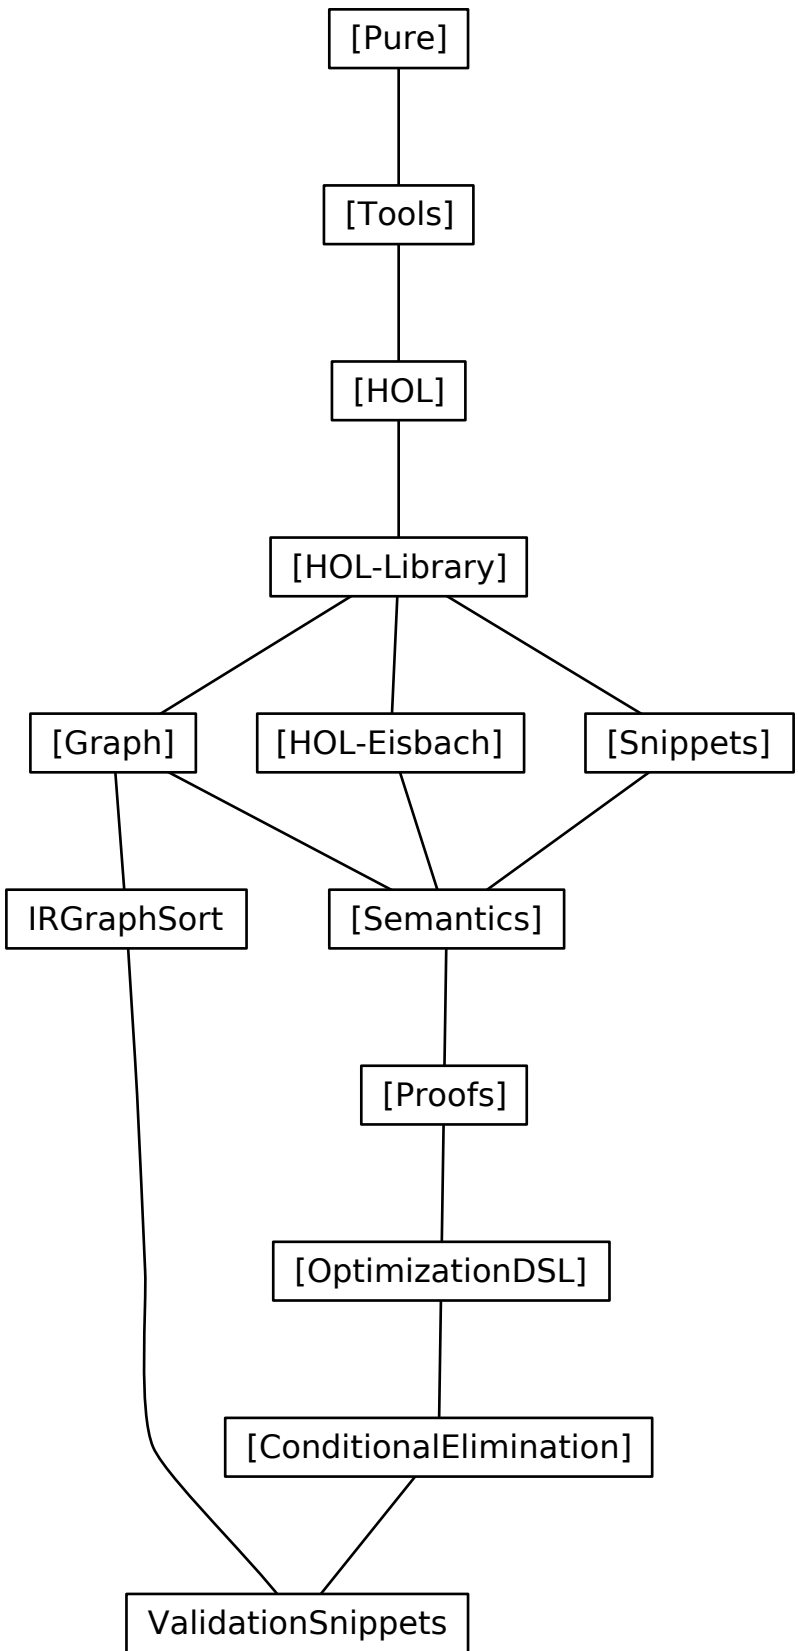 [Pure]
[Tools]
[HOL]
[HOL-Library]
[Graph]
[HOL-Eisbach]
[Snippets]
IRGraphSort
[Semantics]
[Proofs]
[OptimizationDSL]
[ConditionalElimination]
ValidationSnippets